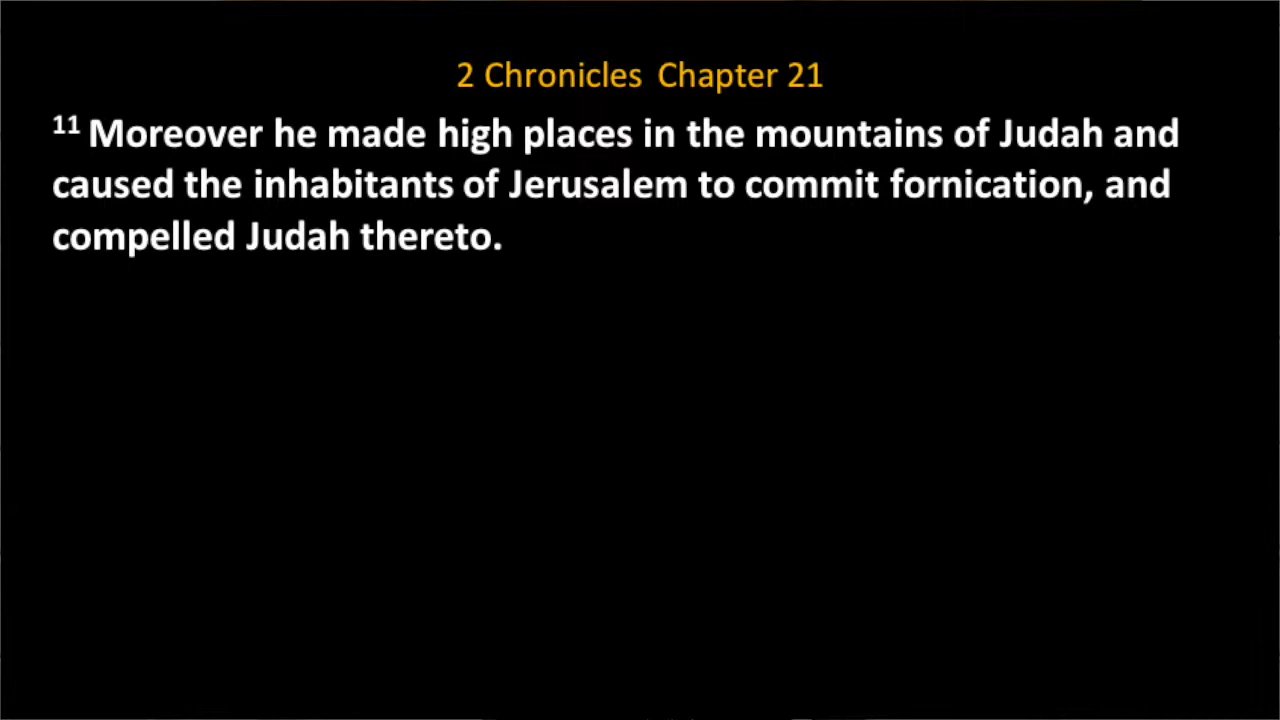 2 Chronicles  Chapter 21
11 Moreover he made high places in the mountains of Judah and
caused the inhabitants of Jerusalem to commit fornication, and
compelled Judah thereto.